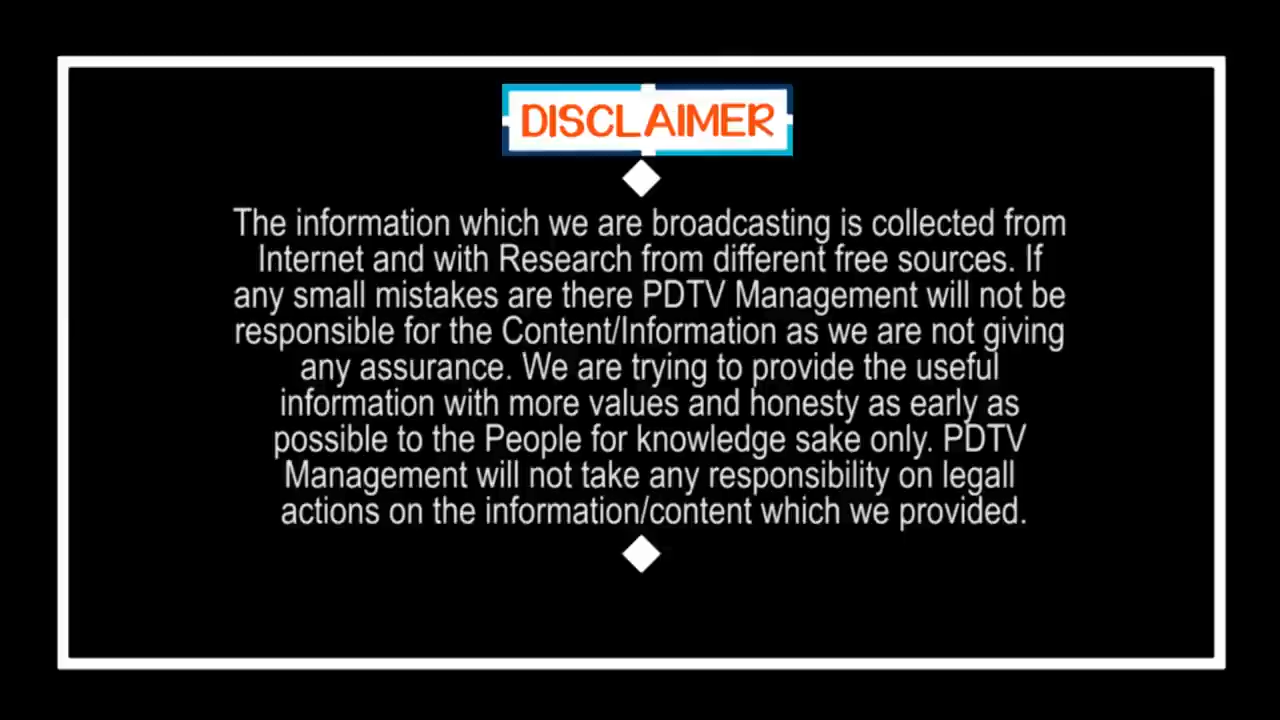 DISCLAIMER
The information which we are broadcasting is collected from
Internet and with Research from different free sources. If
any small mistakes are there PDTV Management will not be
responsible for the Content/Information as we are not giving
any assurance. We are trying to provide the useful
information with more values and honesty as early as
possible to the People for knowledge sake only. PDTV
Management will not take any responsibility on legall
actions on the information/content which we provided.